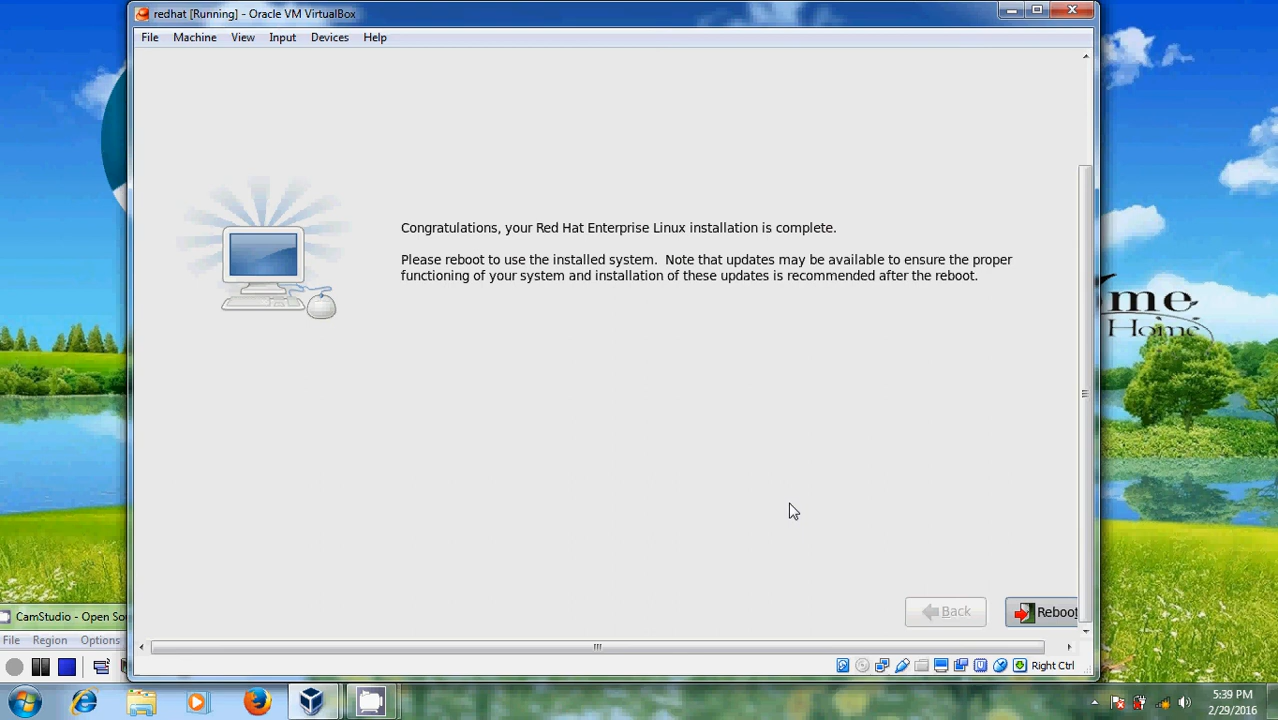 redhat [Running] - Oracle VM VirtualBox
File Machine View Input Devices Help
Congratulations, your Red Hat Enterprise Linux installation is complete.
Please reboot to use the installed system. Note that updates may be available to ensure the proper
functioning of your system and installation of these updates is recommended after the reboot.
Home
Back
Reboot
CamStudio - Open So
File Region Options
Right Ctrl
5:39 PM
2/29/2016